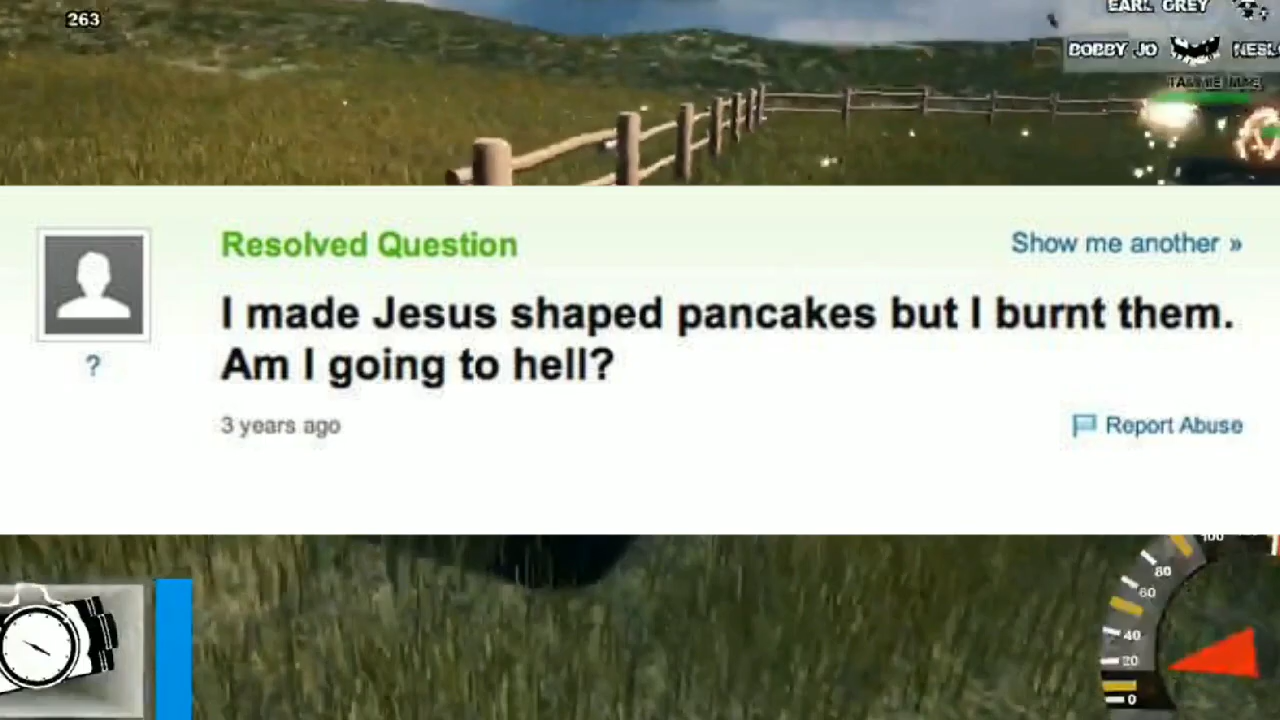 263
EARL GREY
BOBBY JO
Resolved Question
Show me another »
I made Jesus shaped pancakes but I burnt them.
Am I going to hell?
?
3 years ago
Report Abuse
100
80
60
40
20
0